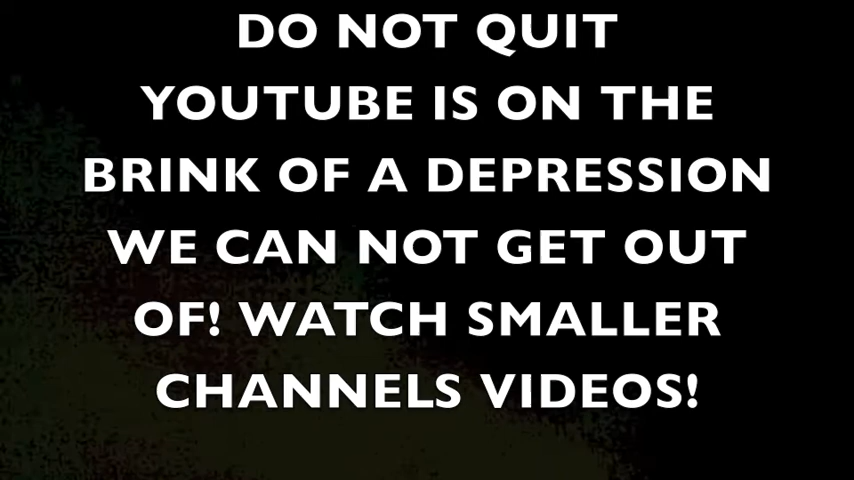 DO NOT QUIT
YOUTUBE IS ON THE
BRINK OF A DEPRESSION
WE CAN NOT GET OUT
OF! WATCH SMALLER
CHANNELS VIDEOS!